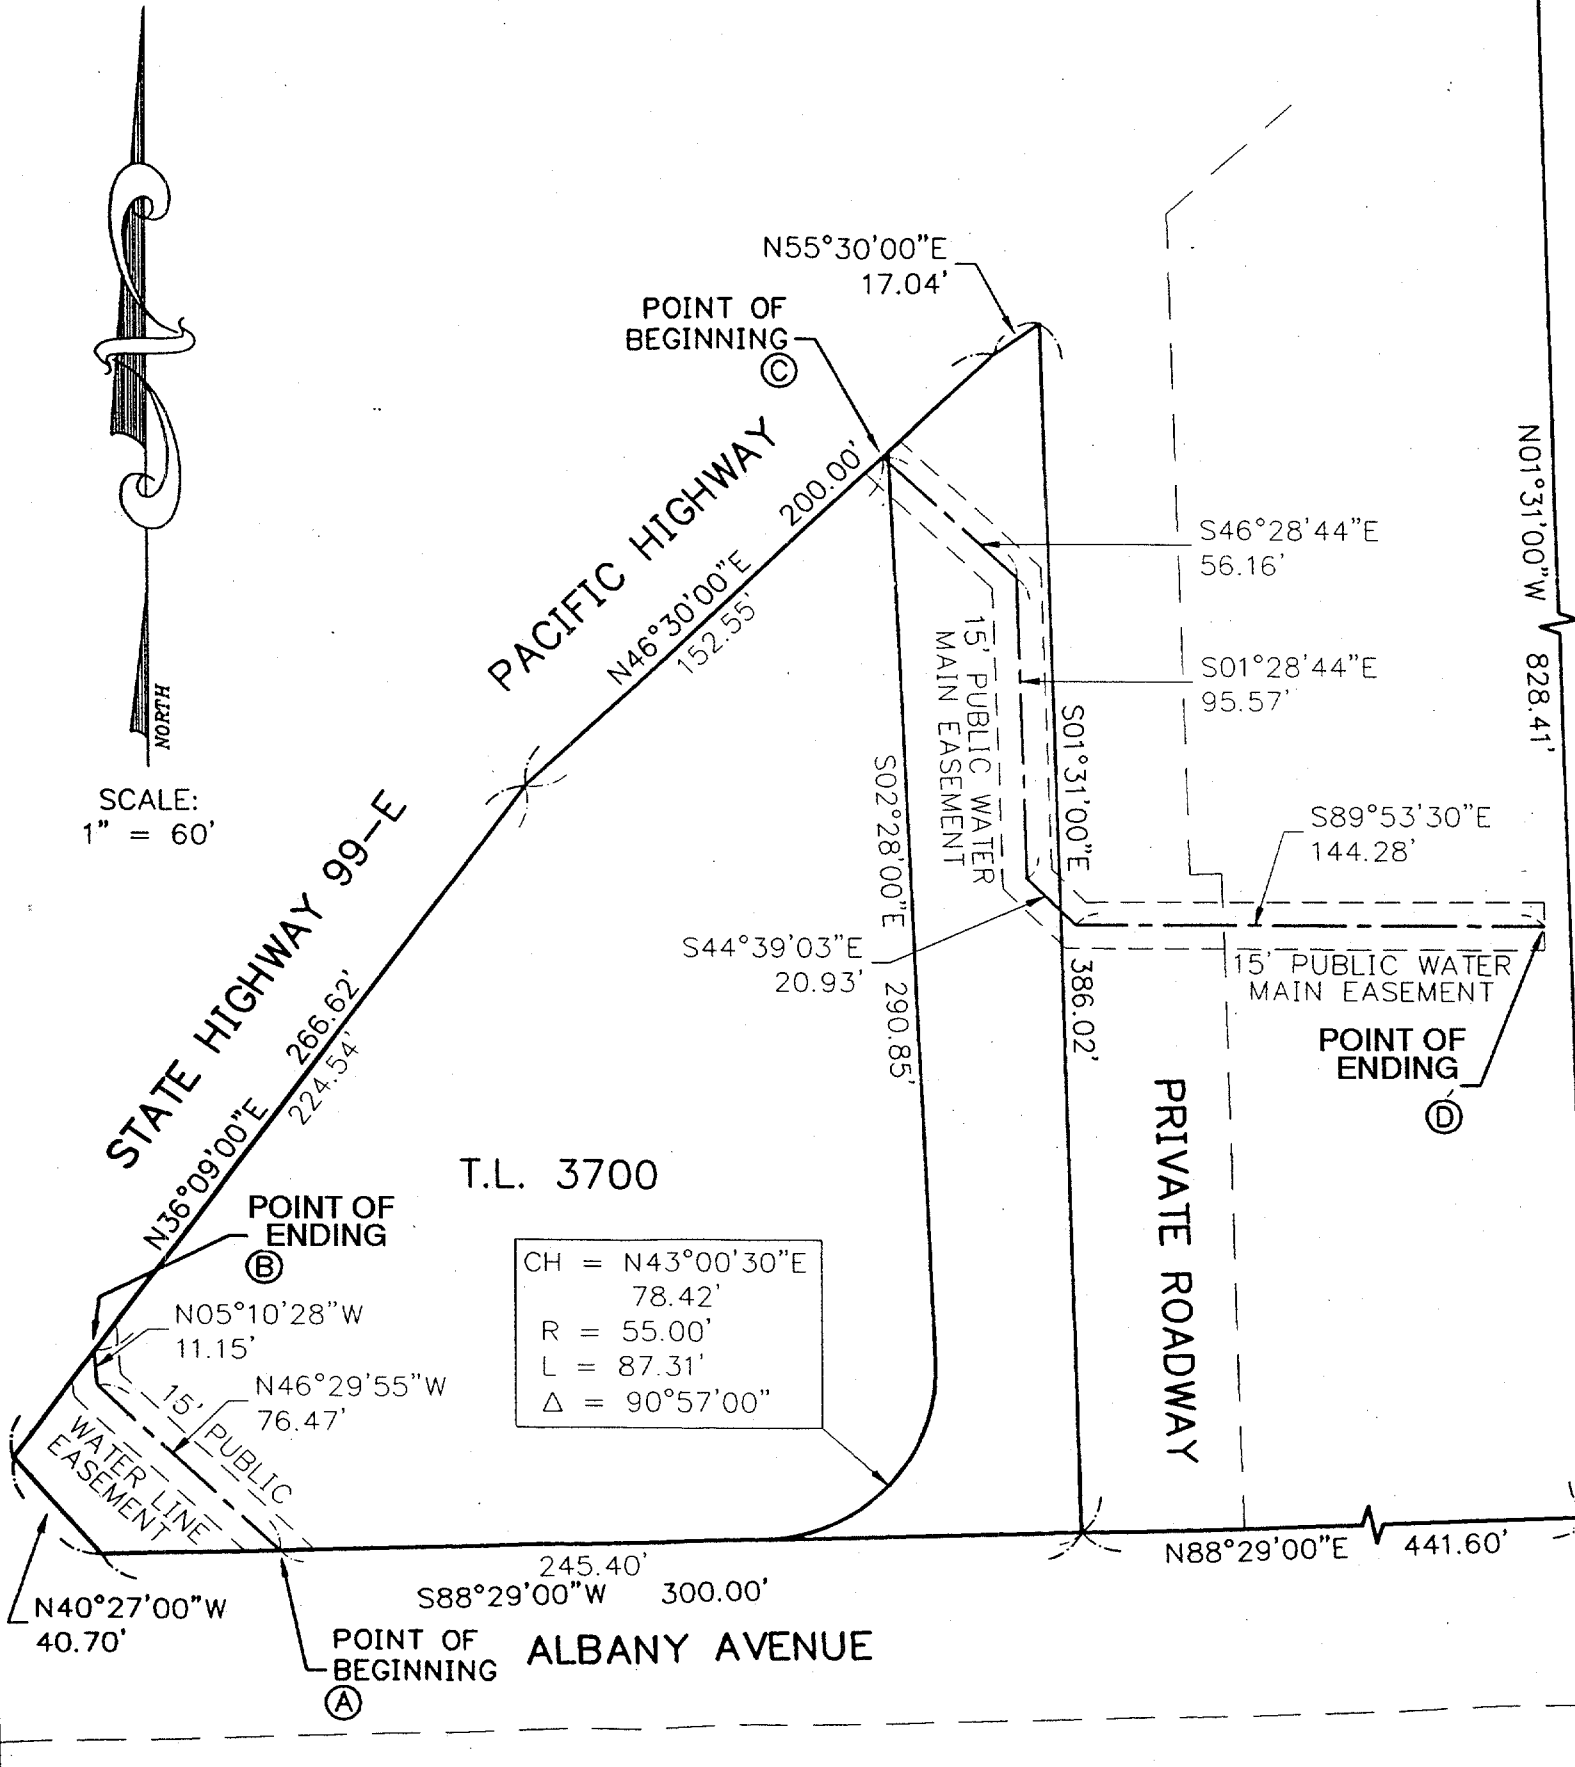 N55°30'00"E
17.04'
POINT OF
BEGINNING
C
PACIFIC HIGHWAY
200.00'
N46°30'00"E
152.55'
S46°28'44"E
56.16'
N01°31'00"W 828.41'
15' PUBLIC WATER
MAIN EASEMENT
S01°28'44"E
95.57'
NORTH
SCALE:
1" = 60'
STATE HIGHWAY 99-E
S02°28'00"E 290.85'
S01°31'00"E 386.02'
S89°53'30"E
144.28'
S44°39'03"E
20.93'
15' PUBLIC WATER
MAIN EASEMENT
POINT OF
ENDING
D
266.62'
224.54'
N36°09'00"E
PRIVATE ROADWAY
T.L. 3700
POINT OF
ENDING
B
CH = N43°00'30"E
78.42'
R = 55.00'
L = 87.31'
Δ = 90°57'00"
N05°10'28"W
11.15'
N46°29'55"W
76.47'
15' PUBLIC
WATER LINE
EASEMENT
N40°27'00"W
40.70'
245.40'
S88°29'00"W 300.00'
N88°29'00"E 441.60'
POINT OF
BEGINNING
A
ALBANY AVENUE